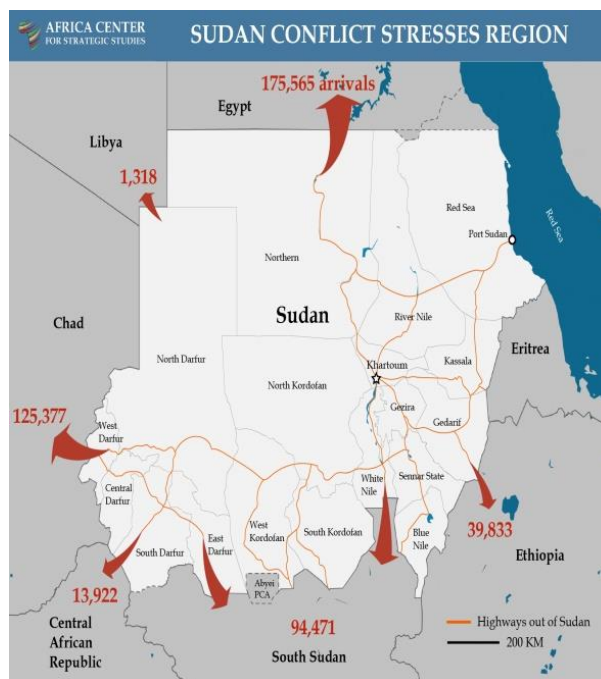 AFRICA CENTER
FOR STRATEGIC STUDIES
SUDAN CONFLICT STRESSES REGION
175,565 arrivals
Egypt
Libya
1,318
Red Sea
Red Sea
Port Sudan
Northern
Sudan
River Nile
Chad
North Darfur
North Kordofan
Khartoum
Kassala
Eritrea
Gezira
Gedarif
125,377
West
Darfur
Central
Darfur
White
Nile
Sennar State
South Darfur
East
Darfur
West
Kordofan
South Kordofan
Blue
Nile
39,833
Ethiopia
13,922
Abyei
PCA
Central
African
Republic
94,471
South Sudan
Highways out of Sudan
200 KM